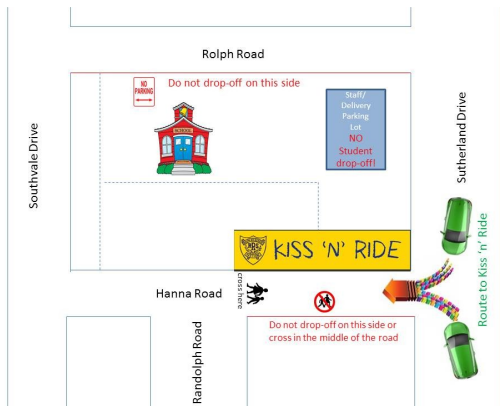 Rolph Road
NO
PARKING
Do not drop-off on this side
SCHOOL
Staff/
Delivery
Parking
Lot
NO
Student
drop-off!
Southvale Drive
Sutherland Drive
KISS 'N' RIDE
Route to Kiss 'n' Ride
Hanna Road
cross here
Do not drop-off on this side or
cross in the middle of the road
Randolph Road